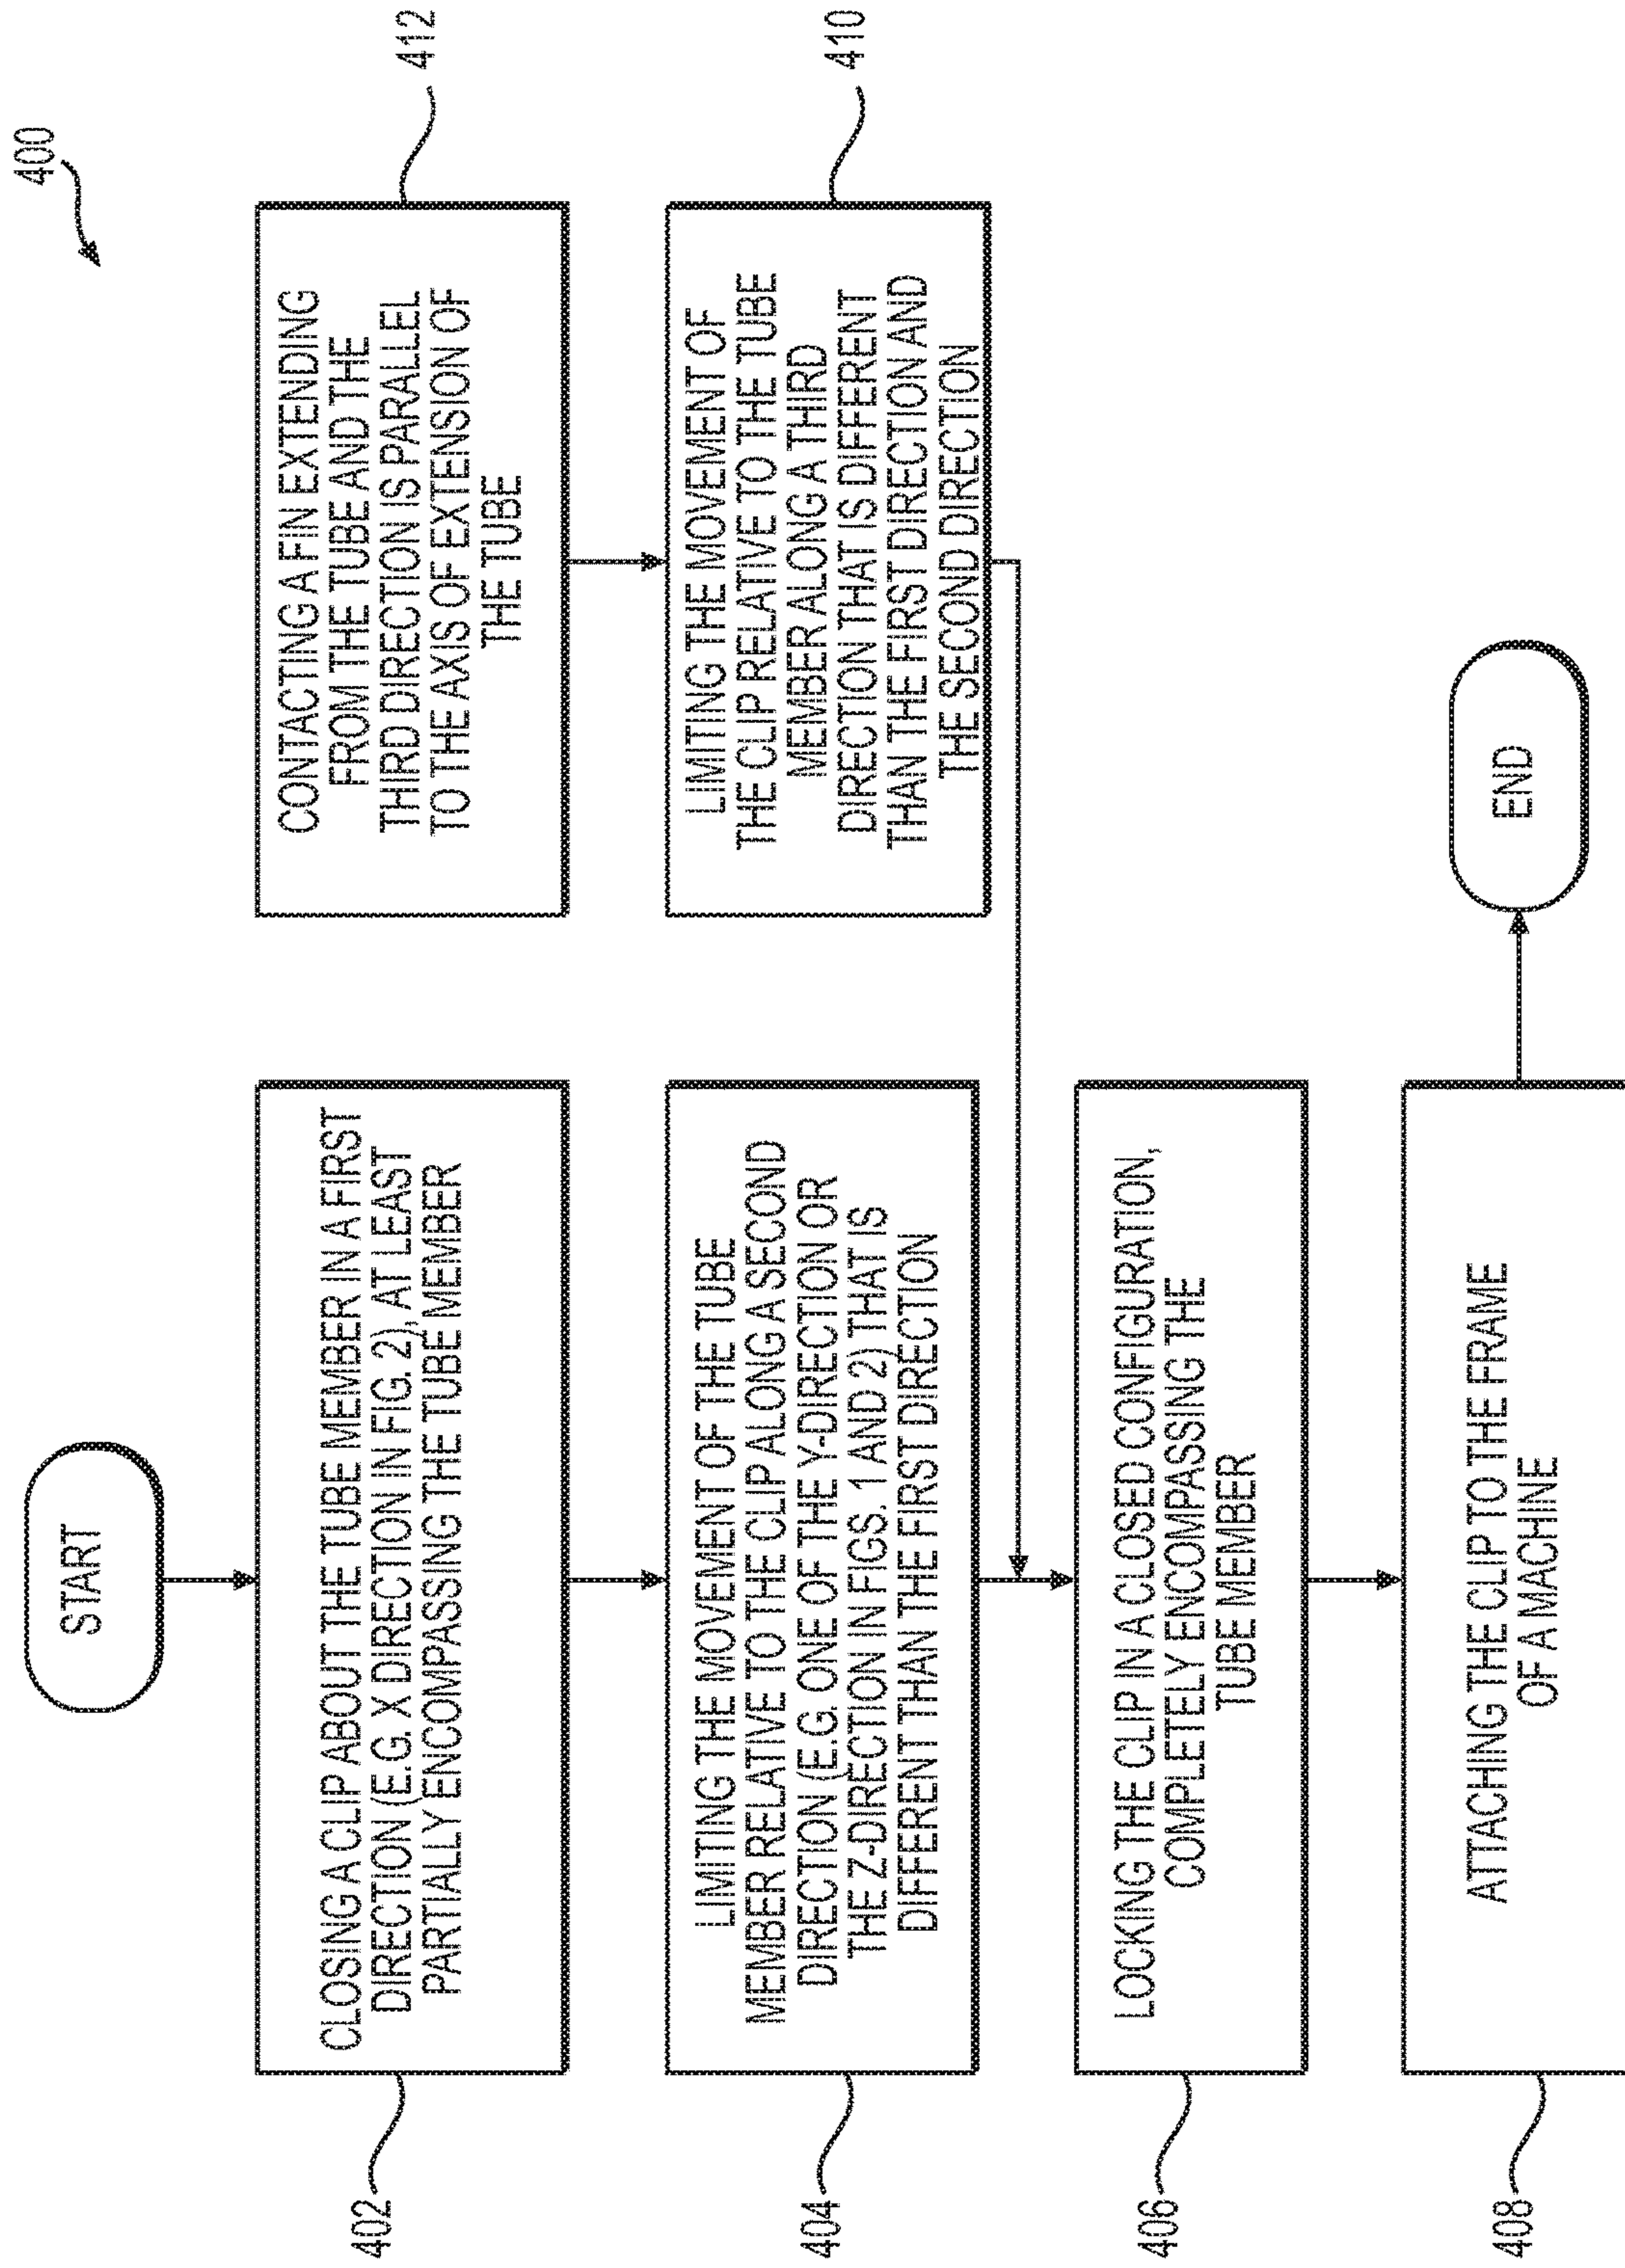 400
START
402
CLOSING A CLIP ABOUT THE TUBE MEMBER IN A FIRST
DIRECTION (E.G. X DIRECTION IN FIG. 2), AT LEAST
PARTIALLY ENCOMPASSING THE TUBE MEMBER
404
LIMITING THE MOVEMENT OF THE TUBE
MEMBER RELATIVE TO THE CLIP ALONG A SECOND
DIRECTION (E.G. ONE OF THE Y-DIRECTION OR
THE Z-DIRECTION IN FIGS. 1 AND 2) THAT IS
DIFFERENT THAN THE FIRST DIRECTION
406
LOCKING THE CLIP IN A CLOSED CONFIGURATION,
COMPLETELY ENCOMPASSING THE
TUBE MEMBER
408
ATTACHING THE CLIP TO THE FRAME
OF A MACHINE
412
CONTACTING A FIN EXTENDING
FROM THE TUBE AND THE
THIRD DIRECTION IS PARALLEL
TO THE AXIS OF EXTENSION OF
THE TUBE
410
LIMITING THE MOVEMENT OF
THE CLIP RELATIVE TO THE TUBE
MEMBER ALONG A THIRD
DIRECTION THAT IS DIFFERENT
THAN THE FIRST DIRECTION AND
THE SECOND DIRECTION
END